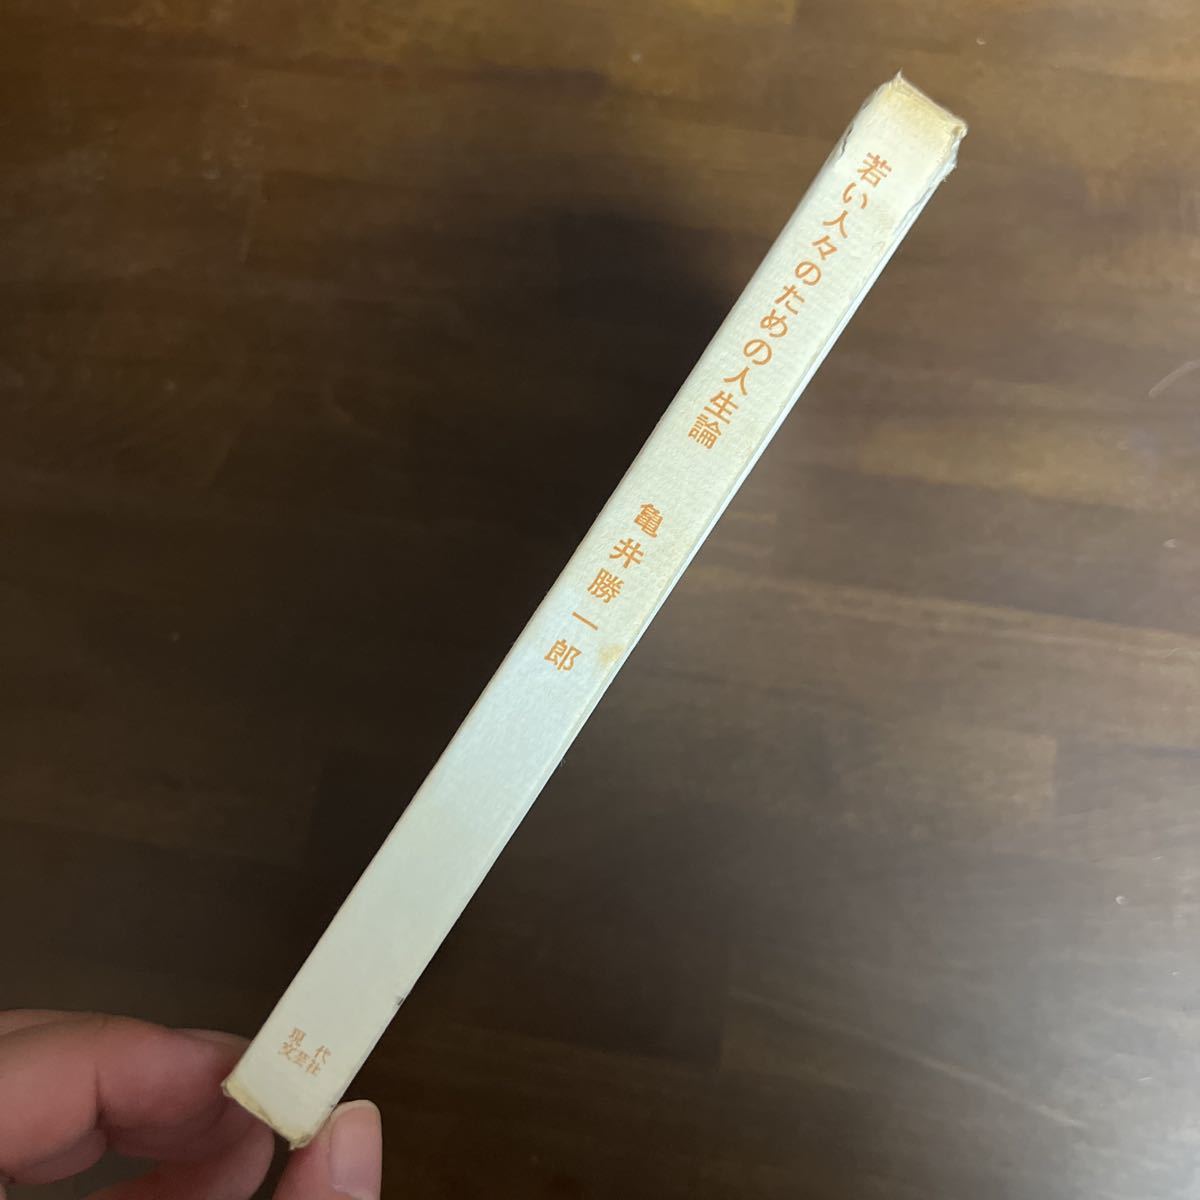 若い人々のための人生論
亀井勝一郎
現代
文芸社